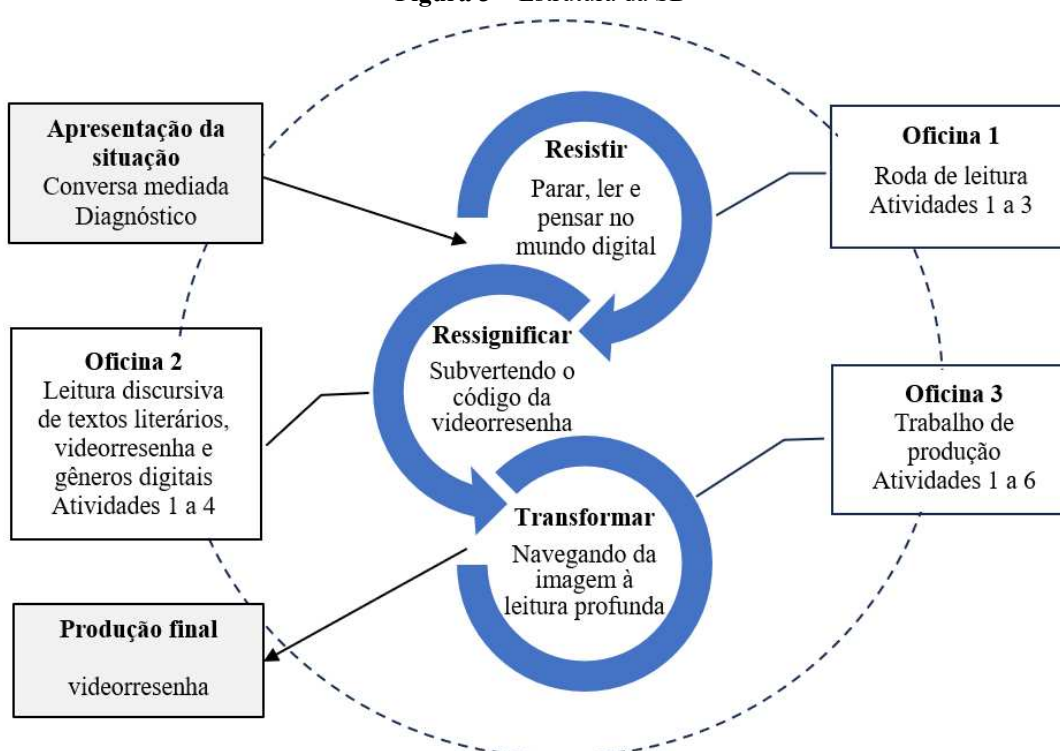 Apresentação da
situação
Conversa mediada
Diagnóstico
Resistir
Parar, ler e
pensar no
mundo digital
Oficina 1
Roda de leitura
Atividades 1 a 3
Oficina 2
Leitura discursiva
de textos literários,
videorresenha e
gêneros digitais
Atividades 1 a 4
Ressignificar
Subvertendo o
código da
videorresenha
Oficina 3
Trabalho de
produção
Atividades 1 a 6
Transformar
Navegando da
imagem à
leitura profunda
Produção final
videorresenha